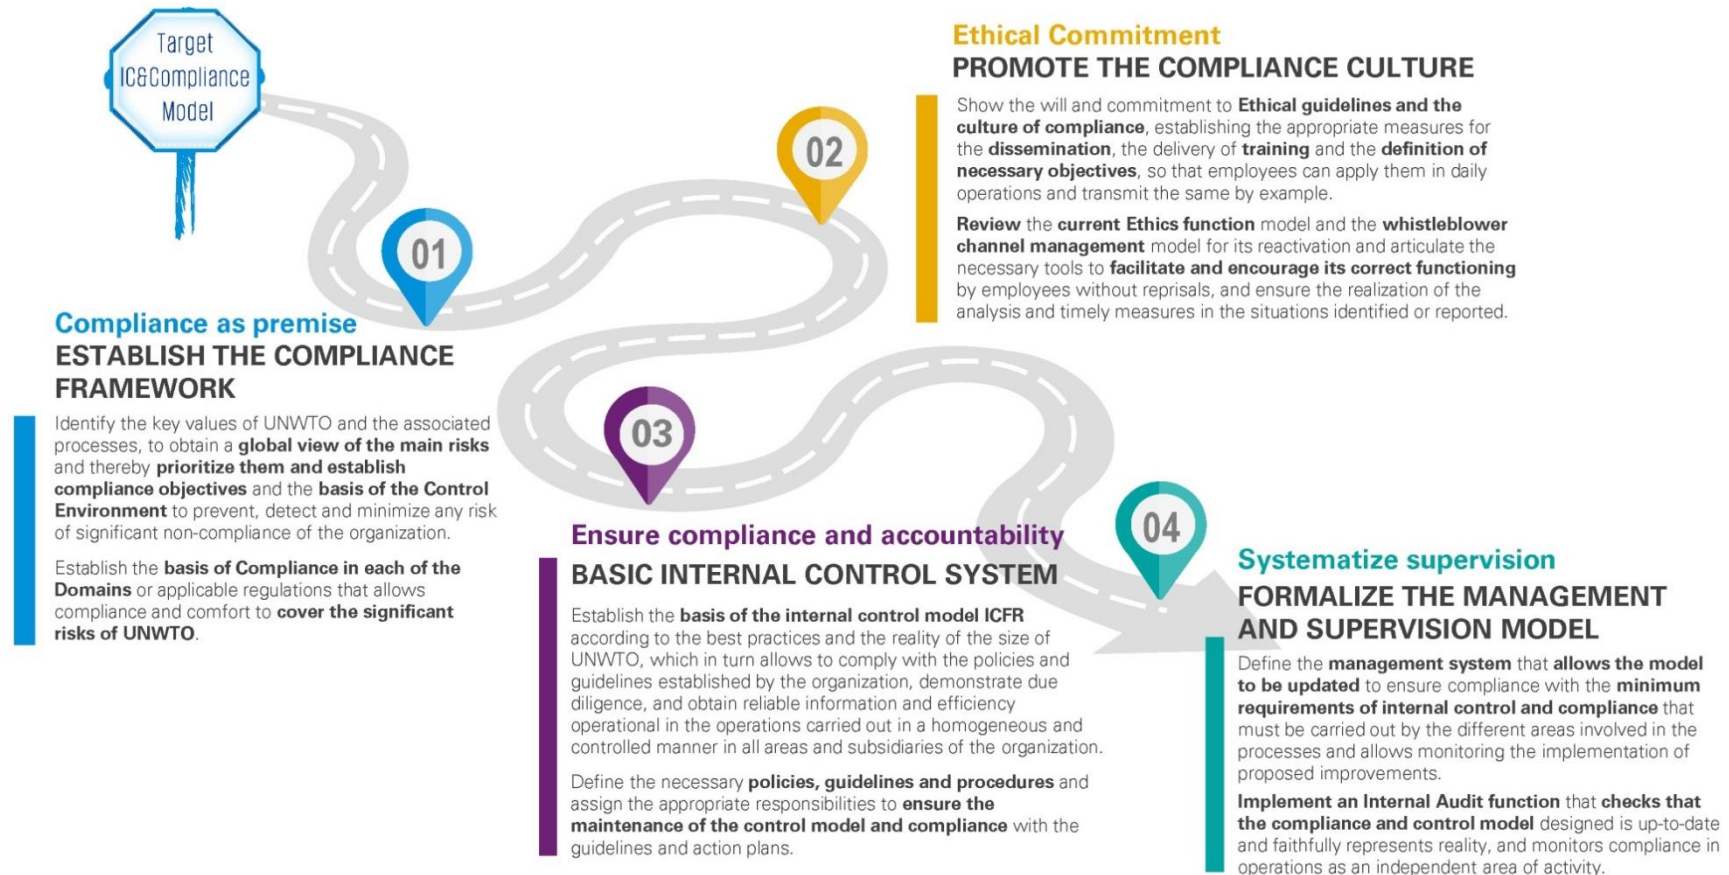 Target
IC&Compliance
Model
01
Compliance as premise
ESTABLISH THE COMPLIANCE
FRAMEWORK
Identify the key values of UNWTO and the associated
processes, to obtain a global view of the main risks
and thereby prioritize them and establish
compliance objectives and the basis of the Control
Environment to prevent, detect and minimize any risk
of significant non-compliance of the organization.
Establish the basis of Compliance in each of the
Domains or applicable regulations that allows
compliance and comfort to cover the significant
risks of UNWTO.
02
Ethical Commitment
PROMOTE THE COMPLIANCE CULTURE
Show the will and commitment to Ethical guidelines and the
culture of compliance, establishing the appropriate measures for
the dissemination, the delivery of training and the definition of
necessary objectives, so that employees can apply them in daily
operations and transmit the same by example.
Review the current Ethics function model and the whistleblower
channel management model for its reactivation and articulate the
necessary tools to facilitate and encourage its correct functioning
by employees without reprisals, and ensure the realization of the
analysis and timely measures in the situations identified or reported.
03
Ensure compliance and accountability
BASIC INTERNAL CONTROL SYSTEM
Establish the basis of the internal control model ICFR
according to the best practices and the reality of the size of
UNWTO, which in turn allows to comply with the policies and
guidelines established by the organization, demonstrate due
diligence, and obtain reliable information and efficiency
operational in the operations carried out in a homogeneous and
controlled manner in all areas and subsidiaries of the organization.
Define the necessary policies, guidelines and procedures and
assign the appropriate responsibilities to ensure the
maintenance of the control model and compliance with the
guidelines and action plans.
04
Systematize supervision
FORMALIZE THE MANAGEMENT
AND SUPERVISION MODEL
Define the management system that allows the model
to be updated to ensure compliance with the minimum
requirements of internal control and compliance that
must be carried out by the different areas involved in the
processes and allows monitoring the implementation of
proposed improvements.
Implement an Internal Audit function that checks that
the compliance and control model designed is up-to-date
and faithfully represents reality, and monitors compliance in
operations as an independent area of activity.